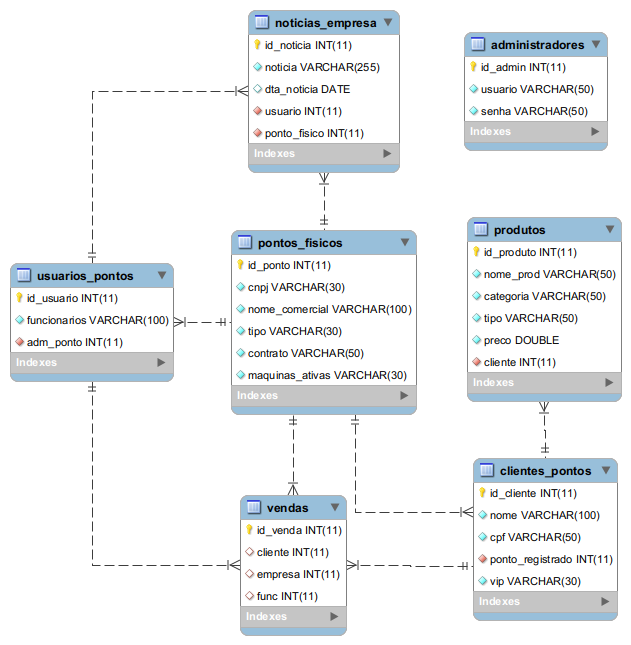 noticias_empresa
id_noticia INT(11)
noticia VARCHAR(255)
dta_noticia DATE
usuario INT(11)
ponto_fisico INT(11)
Indexes
administradores
id_admin INT(11)
usuario VARCHAR(50)
senha VARCHAR(50)
Indexes
usuarios_pontos
id_usuario INT(11)
funcionarios VARCHAR(100)
adm_ponto INT(11)
Indexes
pontos_fisicos
id_ponto INT(11)
cnpj VARCHAR(30)
nome_comercial VARCHAR(100)
tipo VARCHAR(30)
contrato VARCHAR(50)
maquinas_ativas VARCHAR(30)
Indexes
produtos
id_produto INT(11)
nome_prod VARCHAR(50)
categoria VARCHAR(50)
tipo VARCHAR(50)
preco DOUBLE
cliente INT(11)
Indexes
vendas
id_venda INT(11)
cliente INT(11)
empresa INT(11)
func INT(11)
Indexes
clientes_pontos
id_cliente INT(11)
nome VARCHAR(100)
cpf VARCHAR(50)
ponto_registrado INT(11)
vip VARCHAR(30)
Indexes